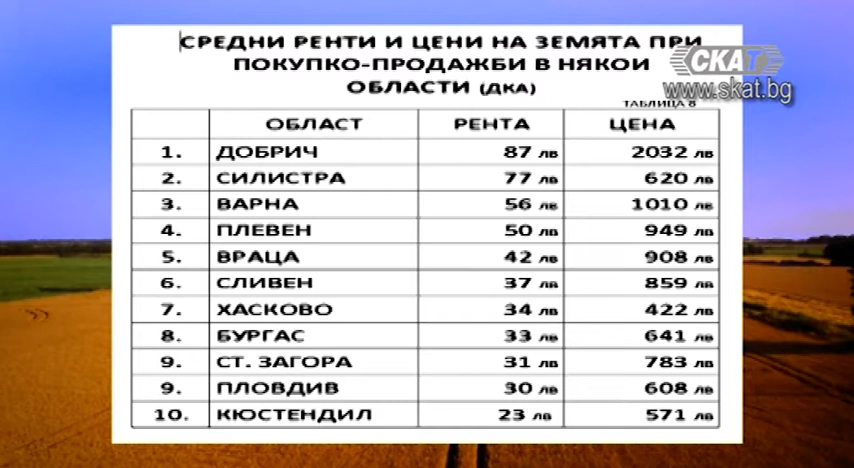 СРЕДНИ РЕНТИ И ЦЕНИ НА ЗЕМЯТА ПРИ
ПОКУПКО-ПРОДАЖБИ В НЯКОИ
ОБЛАСТИ (ДКА)
СКАТ
www.skat.bg
ТАБЛИЦА 8
ОБЛАСТ РЕНТА ЦЕНА
1. ДОБРИЧ 87 лв 2032 лв
2. СИЛИСТРА 77 лв 620 лв
3. ВАРНА 56 лв 1010 лв
4. ПЛЕВЕН 50 лв 949 лв
5. ВРАЦА 42 лв 908 лв
6. СЛИВЕН 37 лв 859 лв
7. ХАСКОВО 34 лв 422 лв
8. БУРГАС 33 лв 641 лв
9. СТ. ЗАГОРА 31 лв 783 лв
9. ПЛОВДИВ 30 лв 608 лв
10. КЮСТЕНДИЛ 23 лв 571 лв